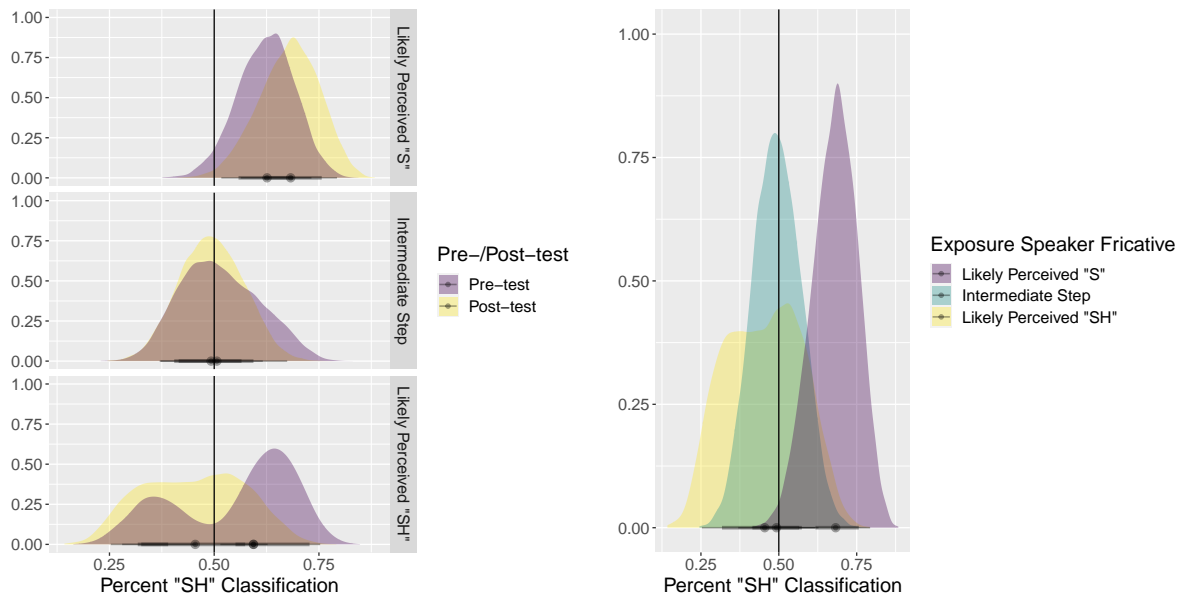 1.00
0.75
0.50
0.25
0.00
Likely Perceived "S"
1.00
0.75
0.50
0.25
0.00
Intermediate Step
1.00
0.75
0.50
0.25
0.00
Likely Perceived "SH"
0.25 0.50 0.75
Percent "SH" Classification
Pre-/Post-test
Pre-test
Post-test
1.00
0.75
0.50
0.25
0.00
0.25 0.50 0.75
Percent "SH" Classification
Exposure Speaker Fricative
Likely Perceived "S"
Intermediate Step
Likely Perceived "SH"